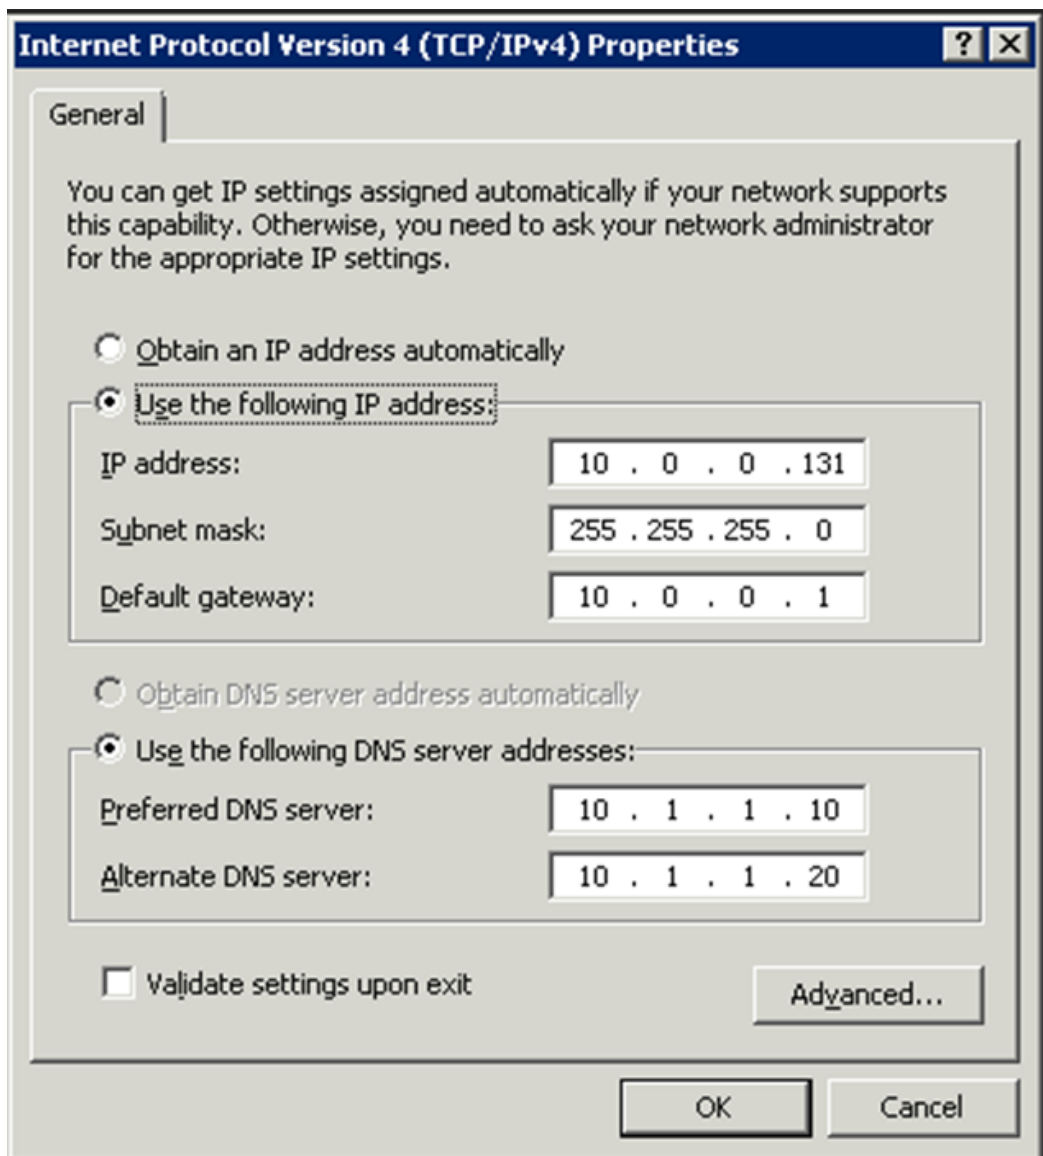 Internet Protocol Version 4 (TCP/IPv4) Properties
General
You can get IP settings assigned automatically if your network supports
this capability. Otherwise, you need to ask your network administrator
for the appropriate IP settings.
Obtain an IP address automatically
Use the following IP address:
IP address: 10 . 0 . 0 . 131
Subnet mask: 255 . 255 . 255 . 0
Default gateway: 10 . 0 . 0 . 1
Obtain DNS server address automatically
Use the following DNS server addresses:
Preferred DNS server: 10 . 1 . 1 . 10
Alternate DNS server: 10 . 1 . 1 . 20
Validate settings upon exit
Advanced...
OK Cancel